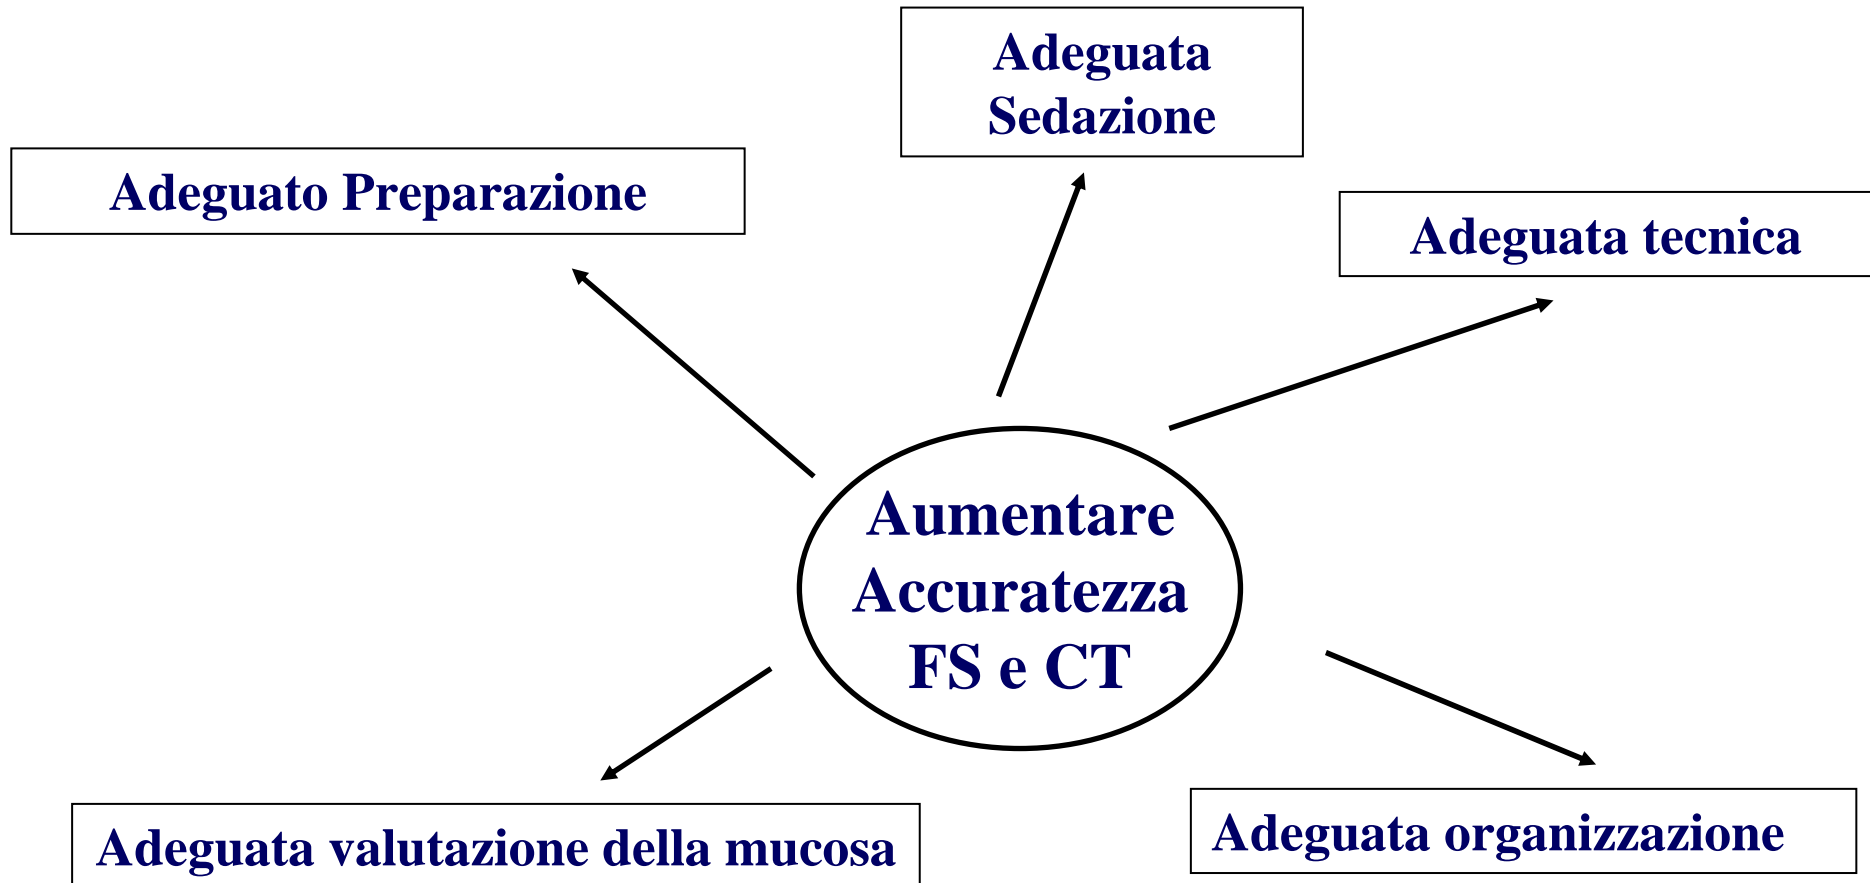 Adeguata
Sedazione
Adeguato Preparazione
Adeguata tecnica
Aumentare
Accuratezza
FS e CT
Adeguata valutazione della mucosa
Adeguata organizzazione